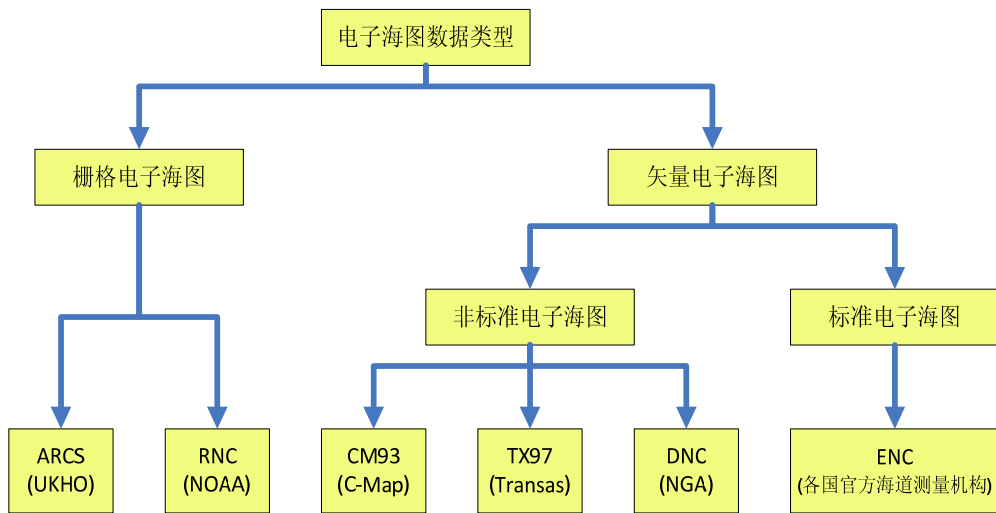 电子海图数据类型
栅格电子海图
矢量电子海图
非标准电子海图
标准电子海图
ARCS
(UKHO)
RNC
(NOAA)
CM93
(C-Map)
TX97
(Transas)
DNC
(NGA)
ENC
(各国官方海道测量机构)